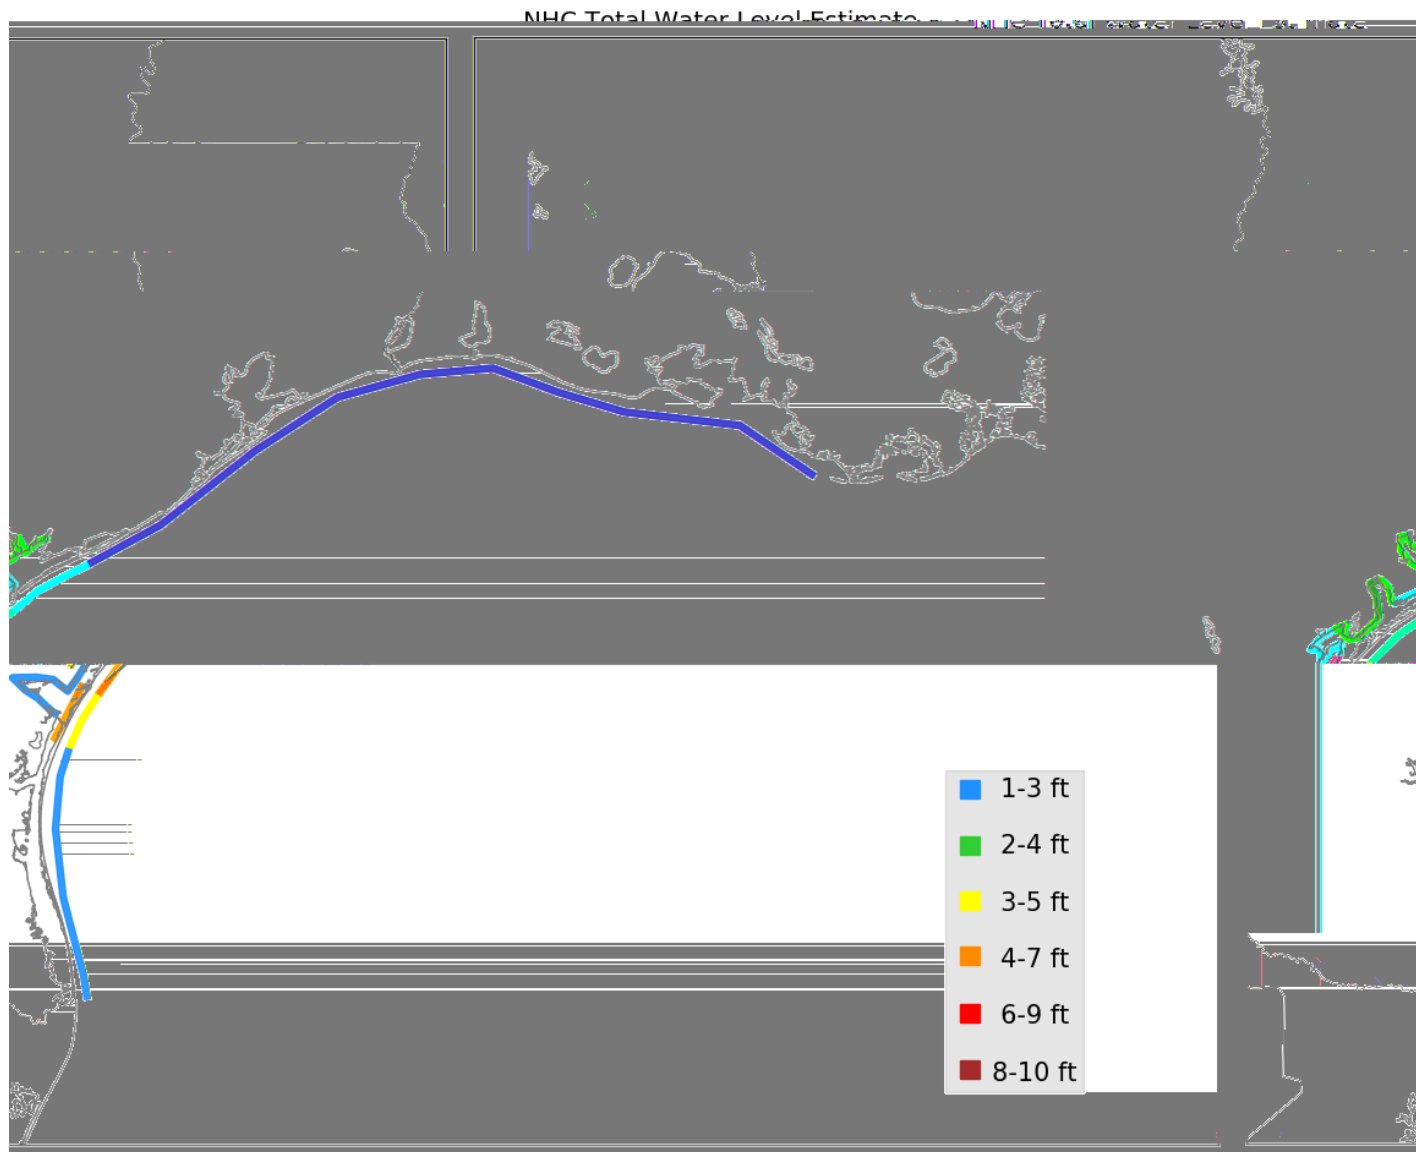 NHC Total Water Level Estimate
1-3 ft
2-4 ft
3-5 ft
4-7 ft
6-9 ft
8-10 ft